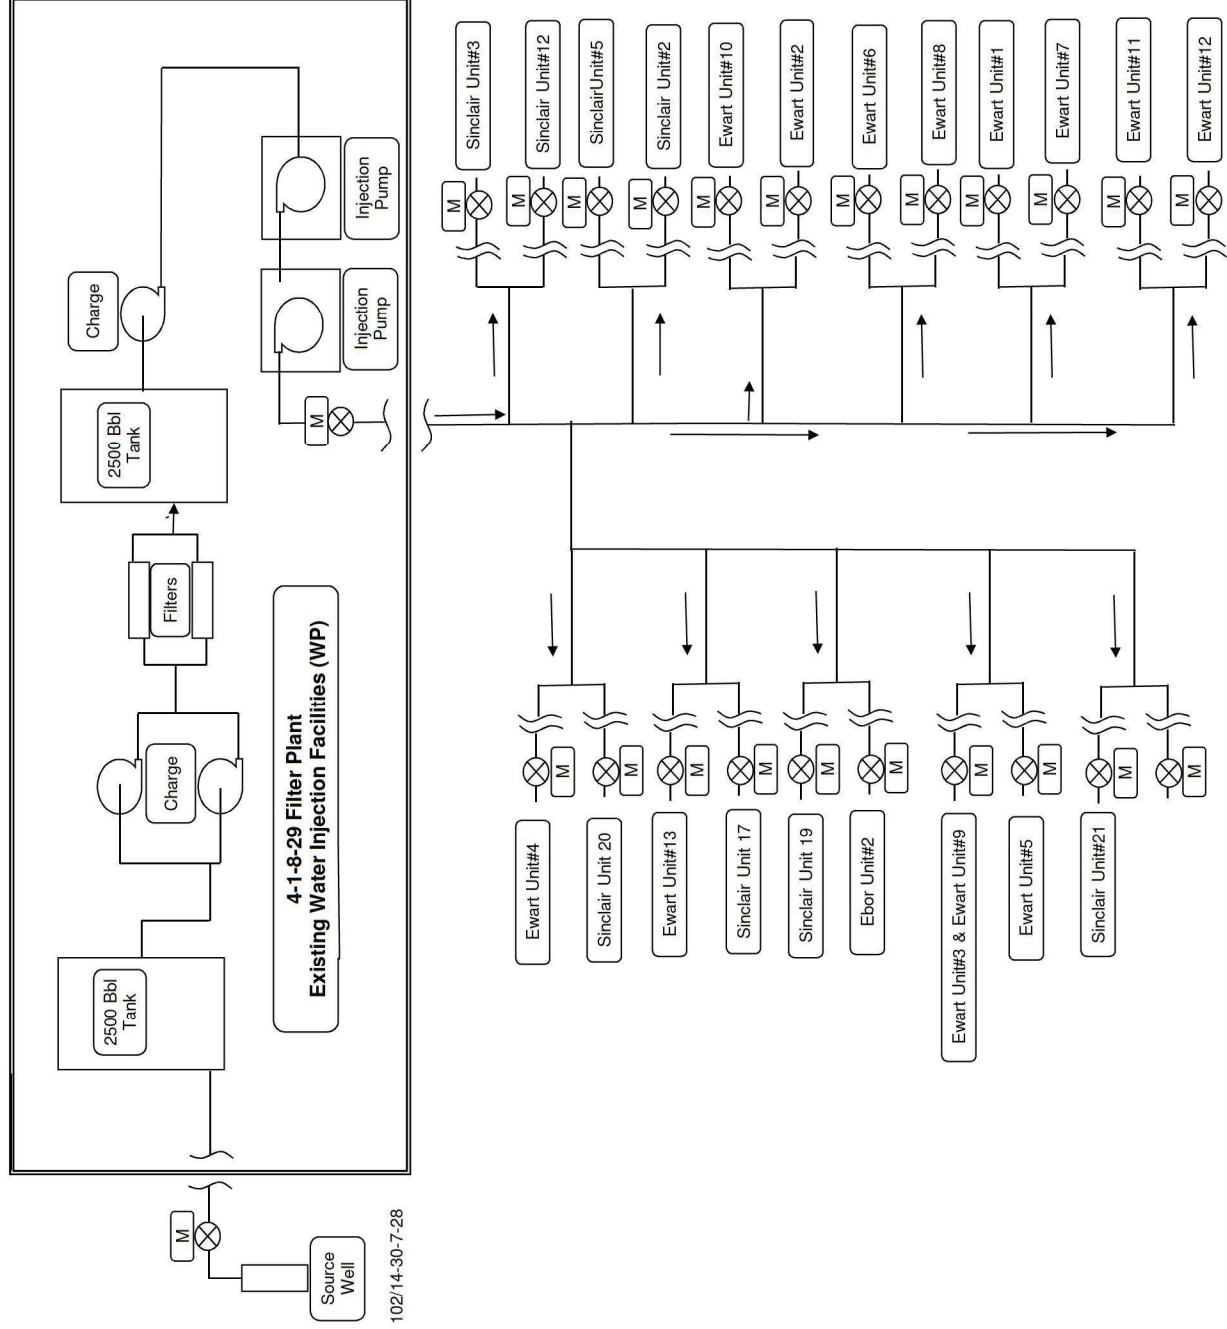 Source
Well
102/14-30-7-28
M
2500 Bbl
Tank
Charge
Filters
2500 Bbl
Tank
Charge
Injection
Pump
Injection
Pump
M
4-1-8-29 Filter Plant
Existing Water Injection Facilities (WP)
M
Sinclair Unit#3
M
Sinclair Unit#12
M
SinclairUnit#5
M
Sinclair Unit#2
M
Ewart Unit#10
M
Ewart Unit#2
M
Ewart Unit#6
M
Ewart Unit#8
M
Ewart Unit#1
M
Ewart Unit#7
M
Ewart Unit#11
M
Ewart Unit#12
M
Ewart Unit#4
M
Sinclair Unit 20
M
Ewart Unit#13
M
Sinclair Unit 17
M
Sinclair Unit 19
M
Ebor Unit#2
M
Ewart Unit#3 & Ewart Unit#9
M
Ewart Unit#5
M
Sinclair Unit#21
M